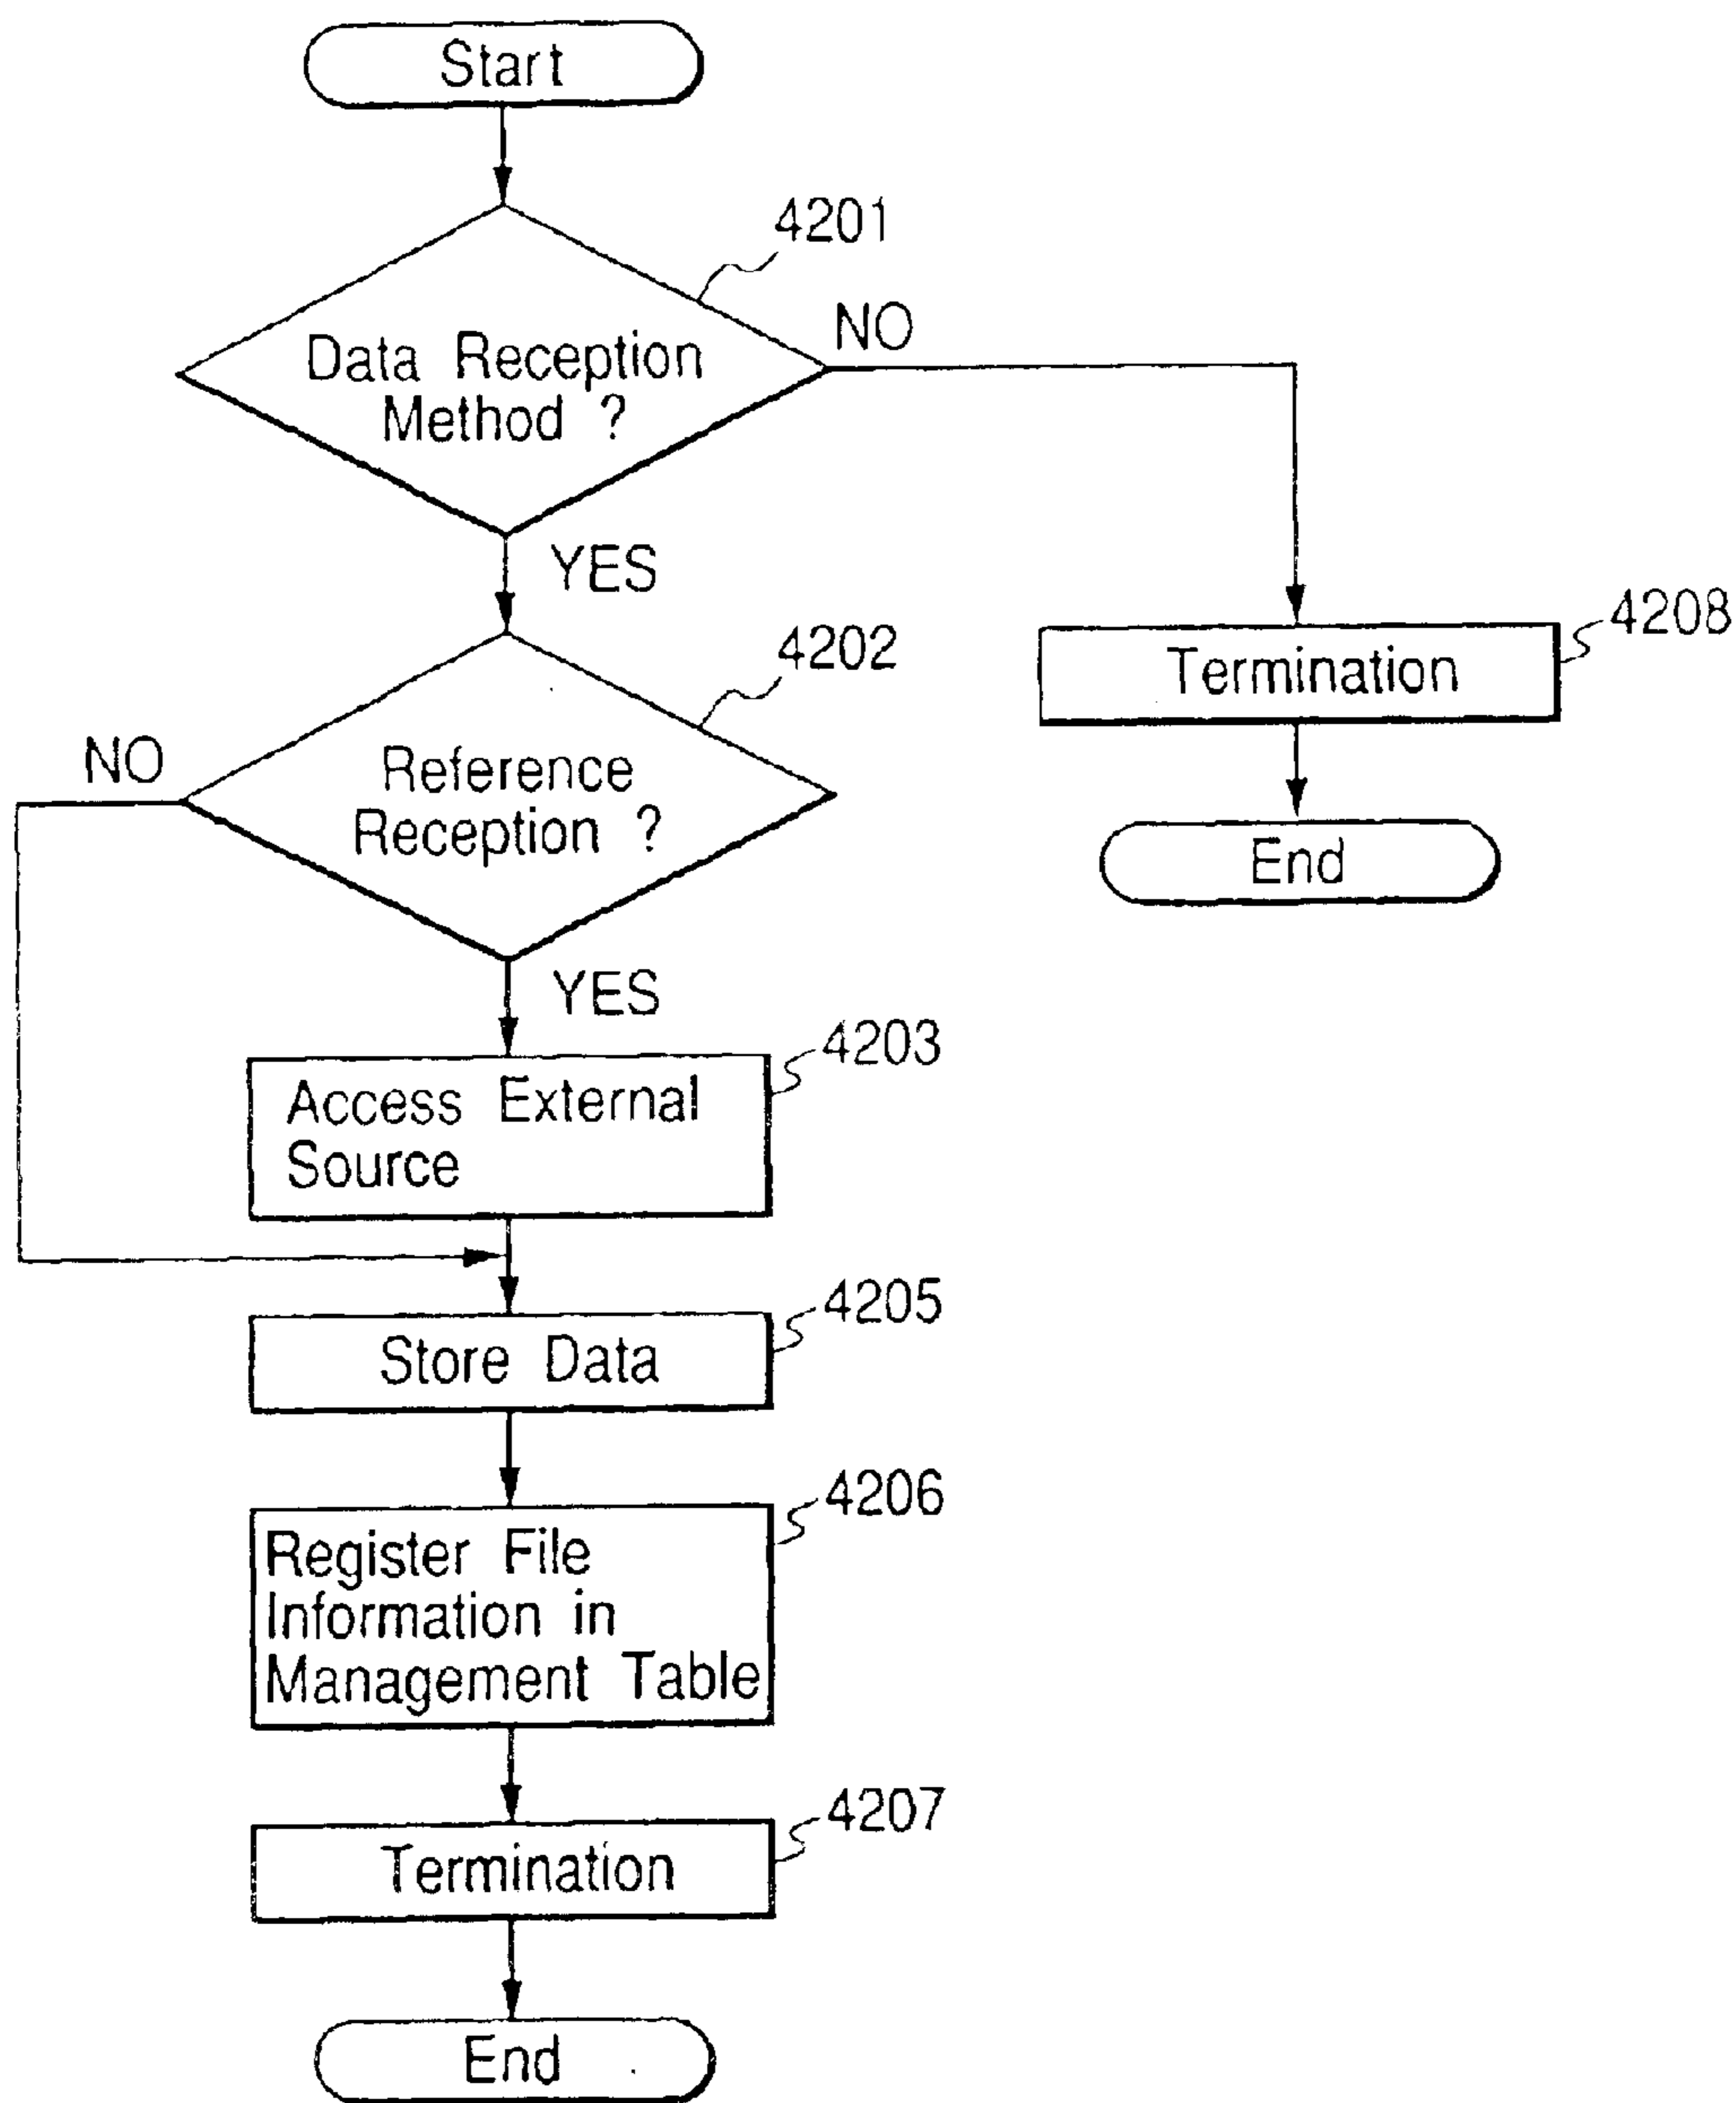 Start
4201
Data Reception
Method ?
NO
YES
4202
Reference
Reception ?
NO
YES
4208
Termination
End
4203
Access External
Source
4205
Store Data
4206
Register File
Information in
Management Table
4207
Termination
End